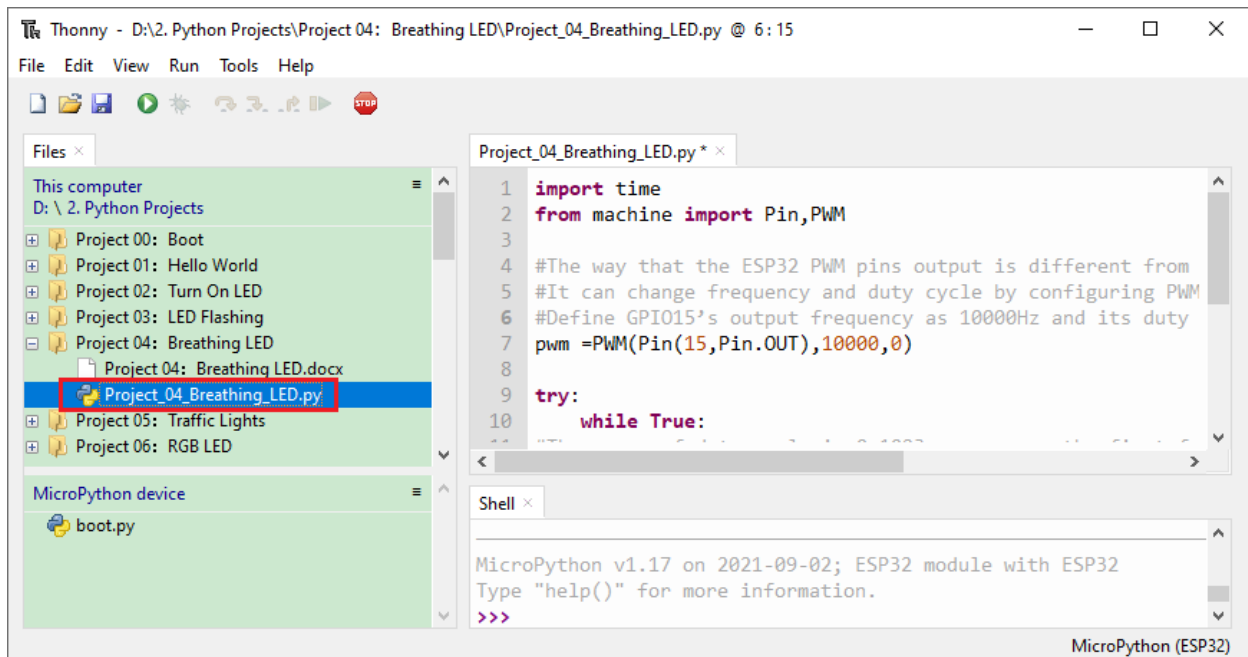 Thonny - D:\2. Python Projects\Project 04：Breathing LED\Project_04_Breathing_LED.py @ 6:15
File Edit View Run Tools Help
STOP
Files
This computer
D: \ 2. Python Projects
Project 00：Boot
Project 01：Hello World
Project 02：Turn On LED
Project 03：LED Flashing
Project 04：Breathing LED
Project 04：Breathing LED.docx
Project_04_Breathing_LED.py
Project 05：Traffic Lights
Project 06：RGB LED
MicroPython device
boot.py
Project_04_Breathing_LED.py *
1 import time
2 from machine import Pin,PWM
3
4 #The way that the ESP32 PWM pins output is different from
5 #It can change frequency and duty cycle by configuring PWM
6 #Define GPIO15’s output frequency as 10000Hz and its duty
7 pwm =PWM(Pin(15,Pin.OUT),10000,0)
8
9 try:
10 while True:
Shell
MicroPython v1.17 on 2021-09-02; ESP32 module with ESP32
Type "help()" for more information.
>>>
MicroPython (ESP32)